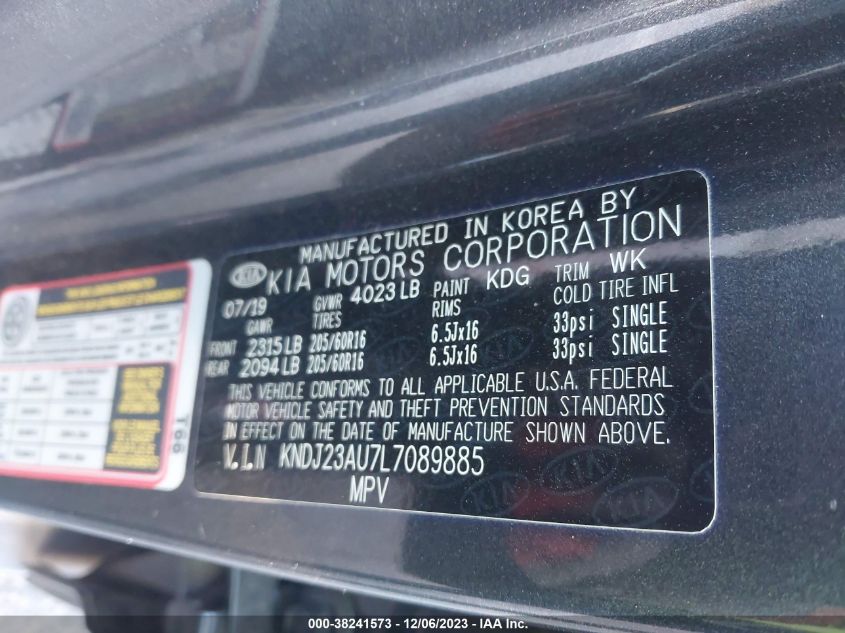 MANUFACTURED IN KOREA BY
KIA KIA MOTORS CORPORATION
07/19 GVWR 4023 LB PAINT KDG TRIM WK
GAWR TIRES RIMS COLD TIRE INFL
FRONT 2315 LB 205/60R16 6.5Jx16 33psi SINGLE
REAR 2094 LB 205/60R16 6.5Jx16 33psi SINGLE
THIS VEHICLE CONFORMS TO ALL APPLICABLE U.S.A. FEDERAL
MOTOR VEHICLE SAFETY AND THEFT PREVENTION STANDARDS
IN EFFECT ON THE DATE OF MANUFACTURE SHOWN ABOVE.
V.I.N KNDJ23AU7L7089885
MPV
T66
000-38241573 - 12/06/2023 - IAA Inc.